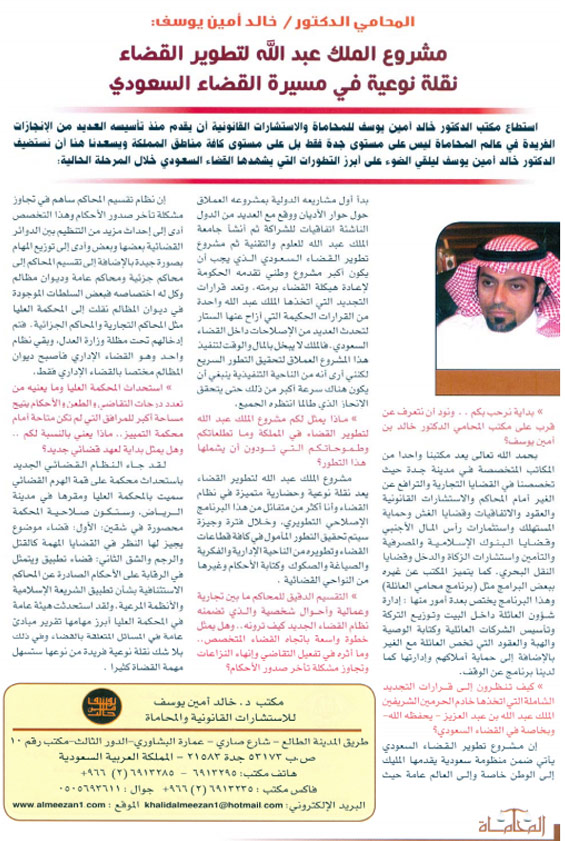 المحامي الدكتور / خالد أمين يوسف:
مشروع الملك عبد الله لتطوير القضاء
نقلة نوعية في مسيرة القضاء السعودي
استطاع مكتب الدكتور خالد أمين يوسف للمحاماة والاستشارات القانونية أن يقدم منذ تأسيسه العديد من الإنجازات
الفريدة في عالم المحاماة ليس على مستوى جدة فقط بل على مستوى كافة مناطق المملكة ويسعدنا هنا أن نستضيف
الدكتور خالد أمين يوسف ليلقي الضوء على أبرز التطورات التي يشهدها القضاء السعودي خلال المرحلة الحالية:
» بداية نرحب بكم .. ونود أن نتعرف عن
قرب على مكتب المحامي الدكتور خالد بن
أمين يوسف؟
بحمد الله تعالى يعد مكتبنا واحدا من
المكاتب المتخصصة في مدينة جدة حيث
تخصصنا في القضايا التجارية والترافع عن
الغير أمام المحاكم والاستشارات القانونية
والعقود والاتفاقيات وقضايا الغش وحماية
المستهلك واستثمارات رأس المال الأجنبي
وقضايا البنوك الإسلامية والمصرفية
والتأمين واستشارات الزكاة والدخل وقضايا
النقل البحري. كما يتميز المكتب عن غيره
ببعض البرامج مثل (برنامج محامي العائلة)
وهذا البرنامج يختص بعدة أمور منها : إدارة
شؤون العائلة داخل البيت وتوزيع التركة
وتأسيس الشركات العائلية وكتابة الوصية
والهبة والعقود التي تخص العائلة مع الغير
بالإضافة إلى حماية أملاكهم وإدارتها كما
لدينا برنامج عن الوقف.
» كيف تنظرون إلى قرارات التجديد
الشاملة التي اتخذها خادم الحرمين الشريفين
الملك عبد الله بن عبد العزيز - يحفظه الله-
وبخاصة في القضاء السعودي؟
إن مشروع تطوير القضاء السعودي
يأتي ضمن منظومة سعودية يقدمها المليك
إلى الوطن خاصة وإلى العالم عامة حيث
بدأ أول مشاريعه الدولية بمشروعه العملاق
حول حوار الأديان ووقع مع العديد من الدول
الناشئة اتفاقيات للشراكة ثم أنشأ جامعة
الملك عبد الله للعلوم والتقنية ثم مشروع
تطوير القضاء السعودي الذي يجب أن
يكون أكبر مشروع وطني تقدمه الحكومة
لإعادة هيكلة القضاء برمته. وتعد قرارات
التجديد التي اتخذها الملك عبد الله واحدة
من القرارات الحكيمة التي أزاح عنها الستار
لتحدث العديد من الإصلاحات داخل القضاء
السعودي. فالملك لا يبخل بالمال والوقت لتنفيذ
هذا المشروع العملاق لتحقيق التطور السريع
لكنني أرى أنه من الناحية التنفيذية ينبغي أن
يكون هناك سرعة أكبر من ذلك حتى يتحقق
الانجاز الذي طالما انتظره الجميع.
» ماذا يمثل لكم مشروع الملك عبد الله
لتطوير القضاء في المملكة وما تطلعاتكم
وطموحاتكم التي تودون أن يشملها
هذا التطور؟
مشروع الملك عبد الله لتطوير القضاء
يعد نقلة نوعية وحضارية متميزة في نظام
القضاء وأنا أكثر من متفائل من هذا البرنامج
الإصلاحي التطويري. وخلال فترة وجيزة
سيتم تحقيق التطور المأمول في كافة قطاعات
القضاء وتطويره من الناحية الإدارية والفكرية
والصياغة والصكوك وكتابة الأحكام وغيرها
من النواحي القضائية .
» التقسيم الدقيق للمحاكم ما بين تجارية
وعمالية وأحوال شخصية والذي تضمنه
نظام القضاء الجديد كيف ترونه.. وهل يمثل
خطوة واسعة باتجاه القضاء المتخصص..
وما أثره في تفعيل التقاضي وإنهاء النزاعات
وتجاوز مشكلة تأخر صدور الأحكام؟
إن نظام تقسيم المحاكم ساهم في تجاوز
مشكلة تأخر صدور الأحكام وهذا التخصص
أدى إلى إحداث مزيد من التنظيم بين الدوائر
القضائية بعضها وبعض وأدى إلى توزيع المهام
بصورة جيدة بالإضافة إلى تقسيم المحاكم إلى
محاكم جزئية ومحاكم عامة وديوان مظالم
وكل له اختصاصه فبعض السلطات الموجودة
في ديوان المظالم نقلت إلى المحكمة العليا
مثل المحاكم التجارية والمحاكم الجزائية. فتم
إدخالهم تحت مظلة وزارة العدل، وبقي نظام
واحد وهو القضاء الإداري فأصبح ديوان
المظالم مختصا بالقضاء الإداري فقط.
» استحداث المحكمة العليا وما يعنيه من
تعدد درجات التقاضي والطعن والأحكام يتيح
مساحة أكبر للمرافق التي لم تكن متاحة أمام
محكمة التمييز.. ماذا يعني بالنسبة لكم ..
وهل يمثل بداية لعهد قضائي جديد؟
لقد جاء النظام القضائي الجديد
باستحداث محكمة على قمة الهرم القضائي
سميت بالمحكمة العليا ومقرها في مدينة
الرياض، وستكون صلاحية المحكمة
محصورة في شقين: الأول: قضاء موضوع
يجيز لها النظر في القضايا المهمة كالقتل
والرجم والشق الثاني: قضاء تطبيق ويتمثل
في الرقابة على الأحكام الصادرة عن المحاكم
الاستئنافية بشأن تطبيق الشريعة الإسلامية
والأنظمة المرعية. ولقد استحدثت هيئة عامة
في المحكمة العليا أبرز مهامها تقرير مبادئ
عامة في المسائل المتعلقة بالقضاء وفي ذلك
بلا شك نقلة نوعية فريدة من نوعها ستسهل
مهمة القضاة كثيرا .
مكتب د. خالد أمين يوسف
للاستشارات القانونية والمحاماة
طريق المدينة الطالع - شارع صاري - عمارة البشاوري-الدور الثالث-مكتب رقم ١٠
ص ب ٥٣١٧٣ جدة ٢١٥٨٣ - المملكة العربية السعودية
هاتف مكتب: ٦٩١٣٢٩٥ - ٦٩١٣٢٨٥ (٢) ٩٦٦+
فاكس مكتب : ٦٩١٣٢٣٥ (٢) ٩٦٦+ جوال : ٠٥٠٥٦٩٣٦١١
البريد الإلكتروني: khalidalmeezan1@hotmail.com الموقع : www.almeezan1.com
المحاماة